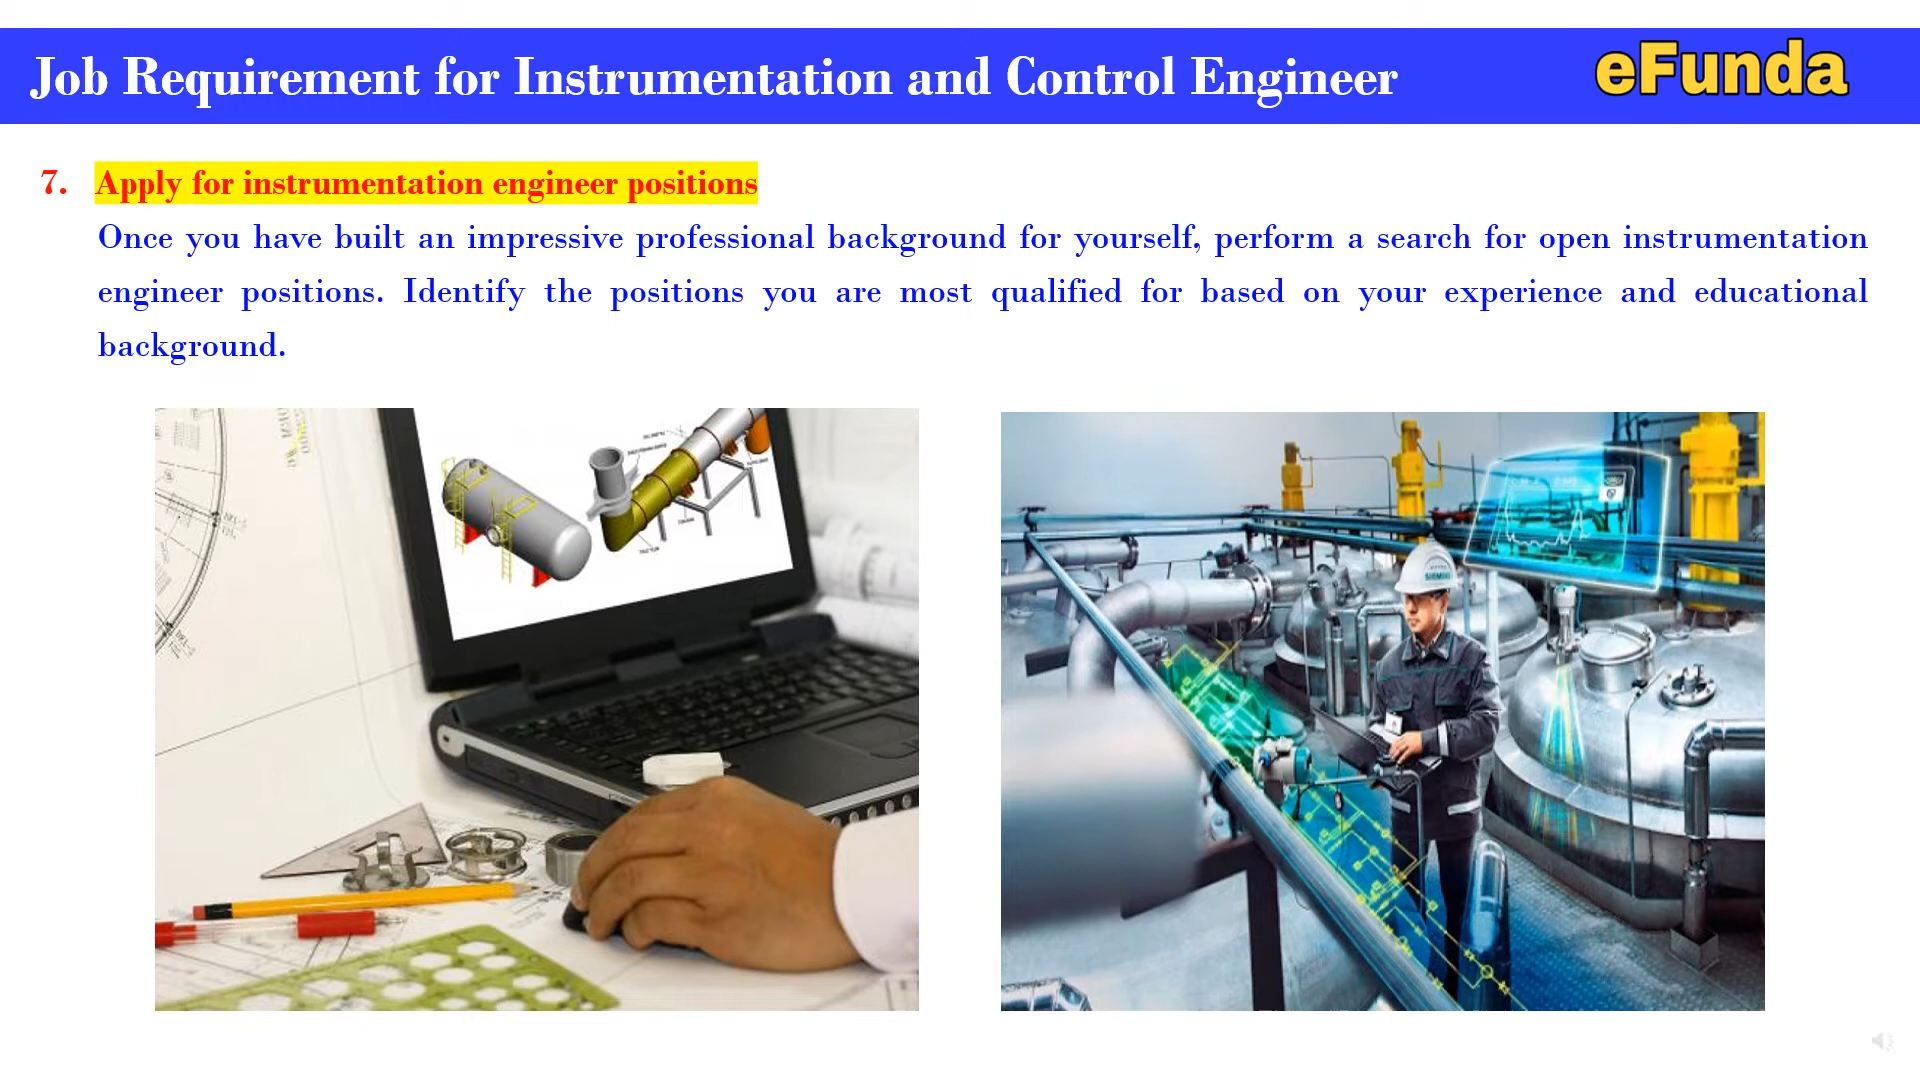 Job Requirement for Instrumentation and Control Engineer
eFunda
7. Apply for instrumentation engineer positions
Once you have built an impressive professional background for yourself, perform a search for open instrumentation
engineer positions. Identify the positions you are most qualified for based on your experience and educational
background.
SIEMENS